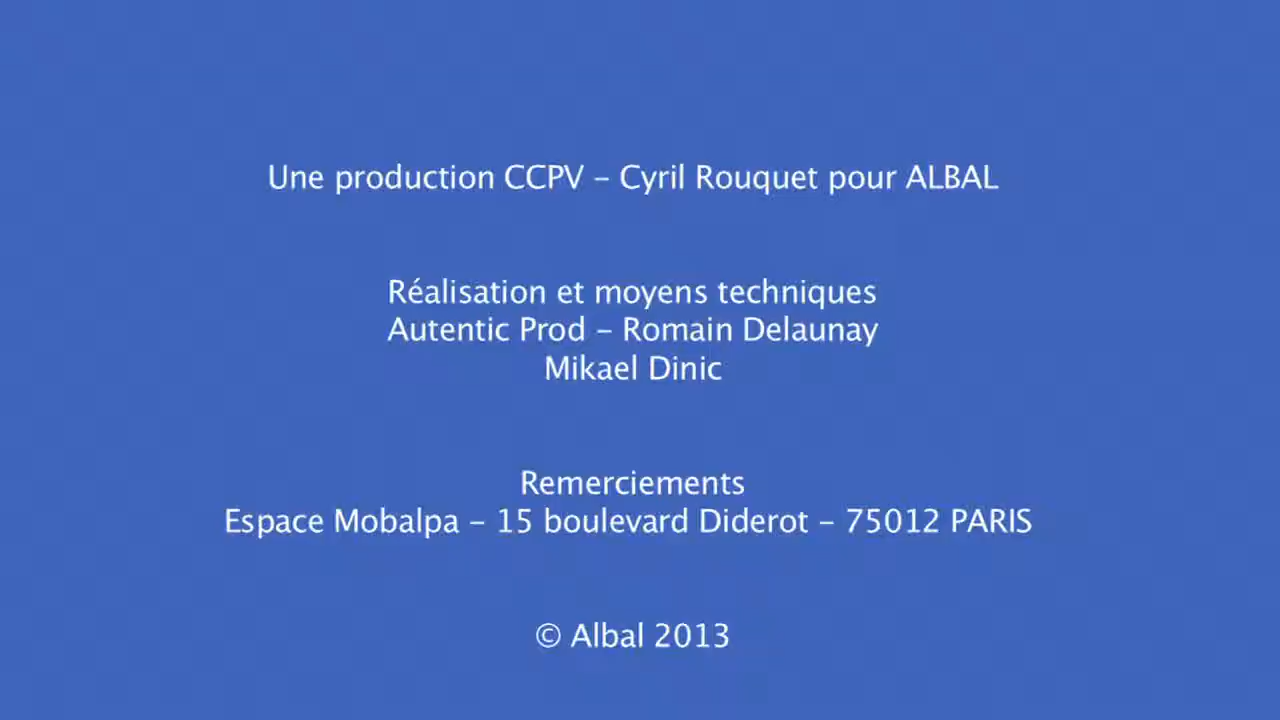 Une production CCPV – Cyril Rouquet pour ALBAL
Réalisation et moyens techniques
Autentic Prod – Romain Delaunay
Mikael Dinic
Remerciements
Espace Mobalpa – 15 boulevard Diderot – 75012 PARIS
© Albal 2013